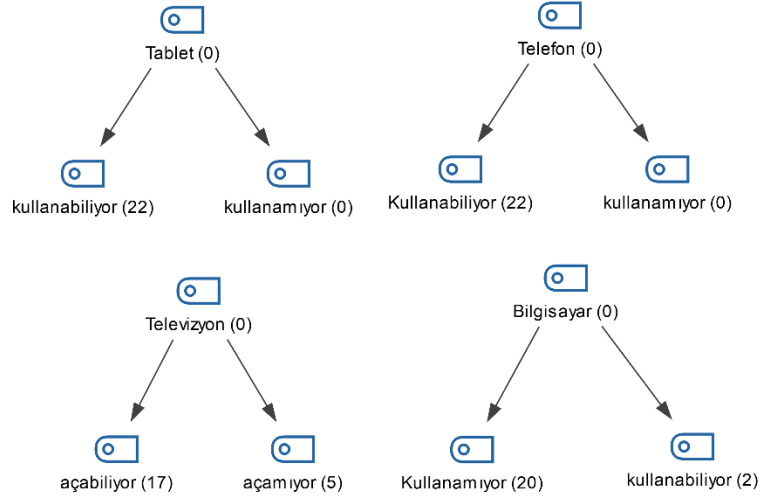 Tablet (0)
Telefon (0)
kullanabiliyor (22)
kullanamıyor (0)
Kullanabiliyor (22)
kullanamıyor (0)
Televizyon (0)
Bilgisayar (0)
açabiliyor (17)
açamıyor (5)
Kullanamıyor (20)
kullanabiliyor (2)